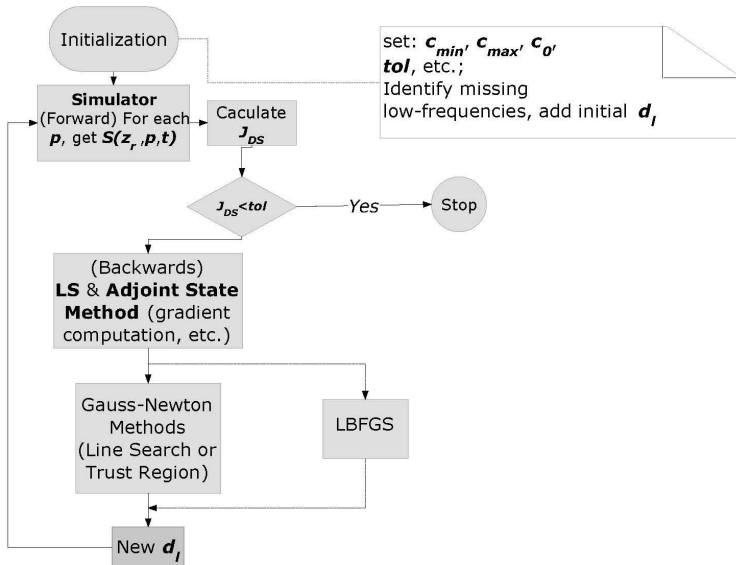 Initialization
set: c_min, c_max, c_0,
tol, etc.;
Identify missing
low-frequencies, add initial d_l
Simulator
(Forward) For each
p, get S(z_r,p,t)
Caculate
J_DS
J_DS<tol
Yes
Stop
(Backwards)
LS & Adjoint State
Method (gradient
computation, etc.)
Gauss-Newton
Methods
(Line Search or
Trust Region)
LBFGS
New d_l